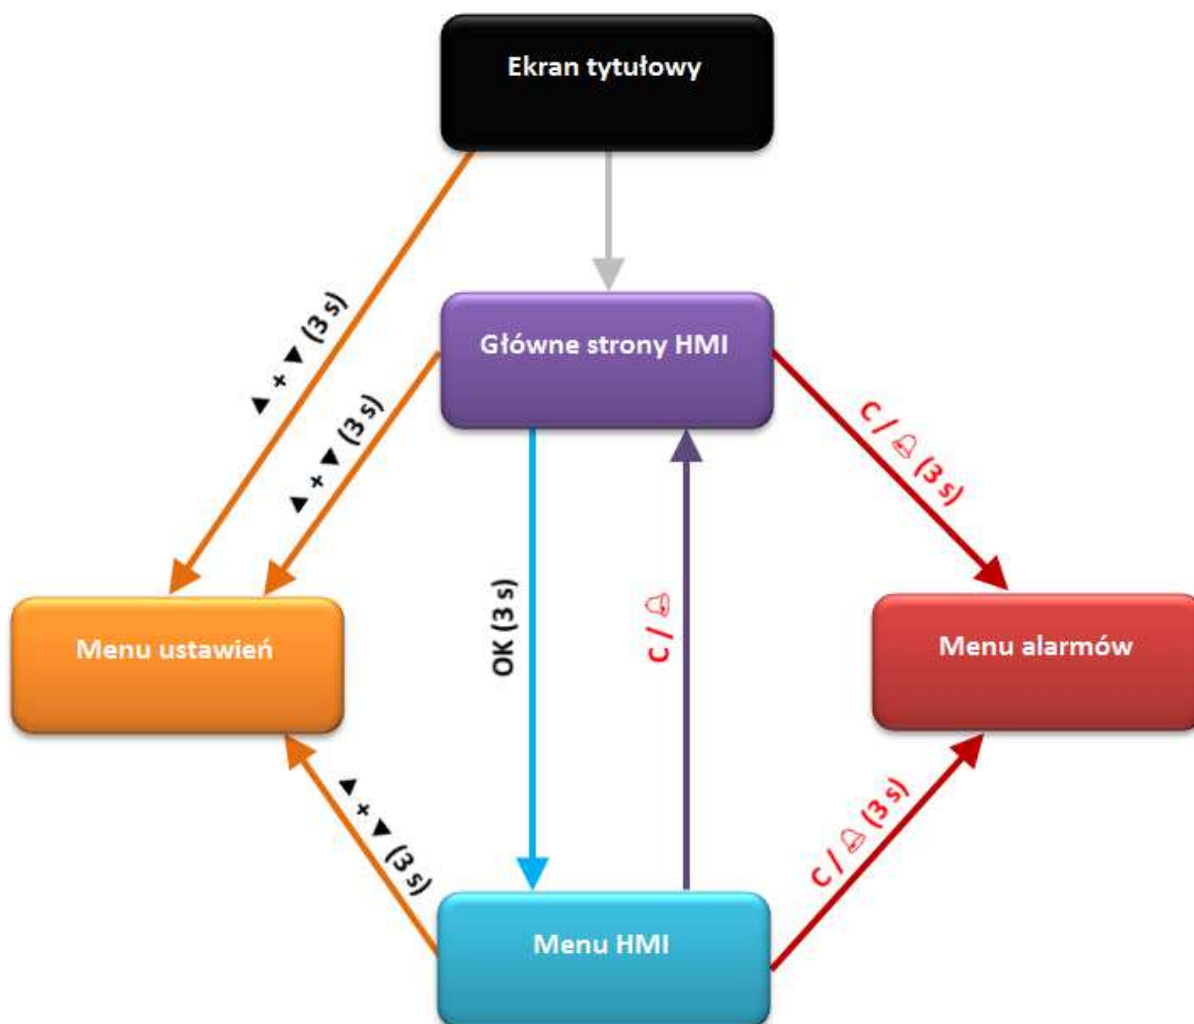 Ekran tytułowy
▲ + ▼ (3 s)
Główne strony HMI
▲ + ▼ (3 s)
C / 🔔 (3 s)
OK (3 s)
C / 🔔
Menu ustawień
Menu alarmów
▲ + ▼ (3 s)
C / 🔔 (3 s)
Menu HMI